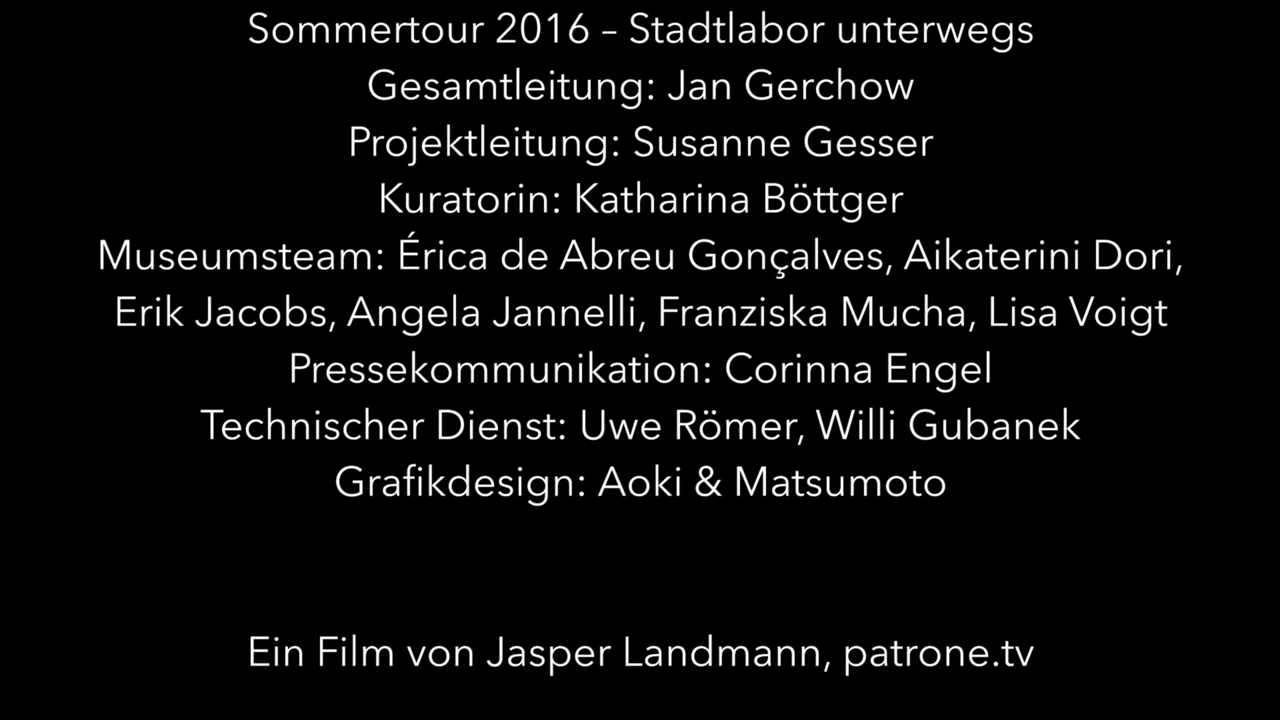 Sommertour 2016 – Stadtlabor unterwegs
Gesamtleitung: Jan Gerchow
Projektleitung: Susanne Gesser
Kuratorin: Katharina Böttger
Museumsteam: Érica de Abreu Gonçalves, Aikaterini Dori,
Erik Jacobs, Angela Jannelli, Franziska Mucha, Lisa Voigt
Pressekommunikation: Corinna Engel
Technischer Dienst: Uwe Römer, Willi Gubanek
Grafikdesign: Aoki & Matsumoto
Ein Film von Jasper Landmann, patrone.tv